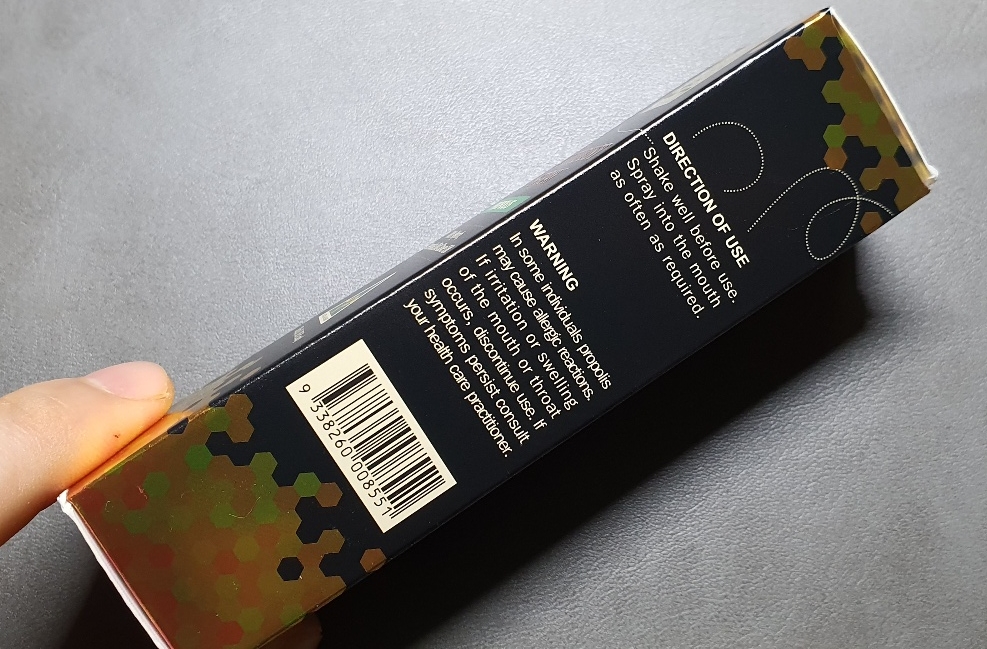 DIRECTION OF USE
Shake well before use.
Spray into the mouth
as often as required.
WARNING
In some individuals propolis
may cause allergic reactions.
If irritation or swelling
of the mouth or throat
occurs, discontinue use. If
symptoms persist consult
your health care practitioner.
9 338260 008551